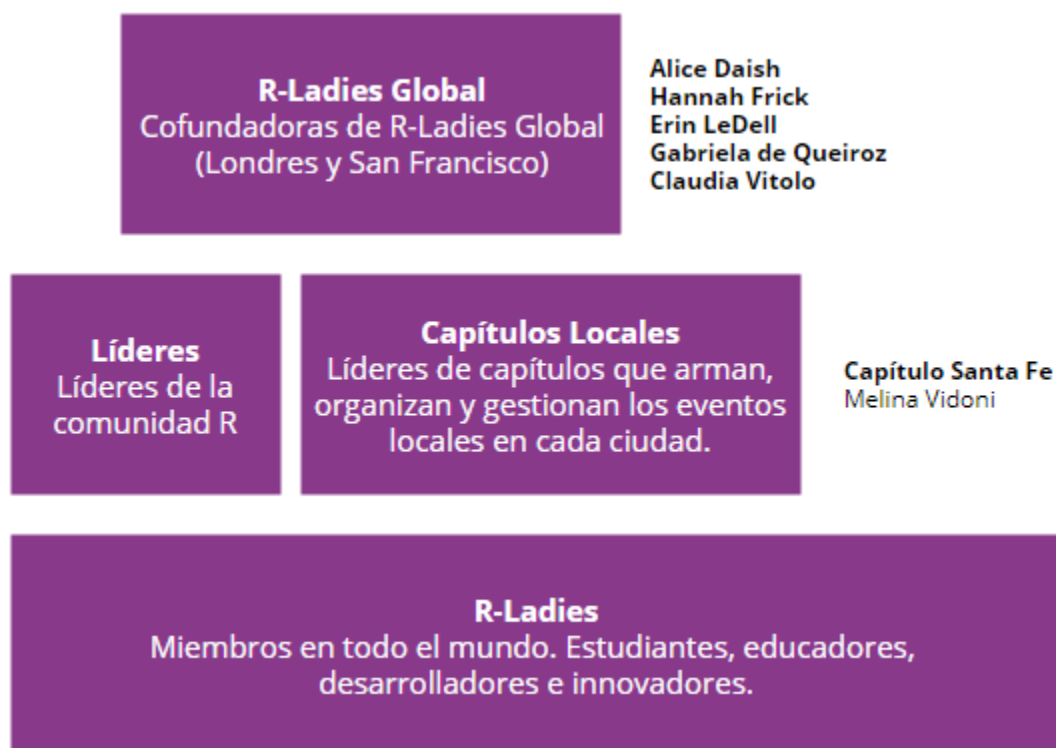 R-Ladies Global
Cofundadoras de R-Ladies Global
(Londres y San Francisco)
Alice Daish
Hannah Frick
Erin LeDell
Gabriela de Queiroz
Claudia Vitolo
Líderes
Líderes de la
comunidad R
Capítulos Locales
Líderes de capítulos que arman,
organizan y gestionan los eventos
locales en cada ciudad.
Capítulo Santa Fe
Melina Vidoni
R-Ladies
Miembros en todo el mundo. Estudiantes, educadores,
desarrolladores e innovadores.